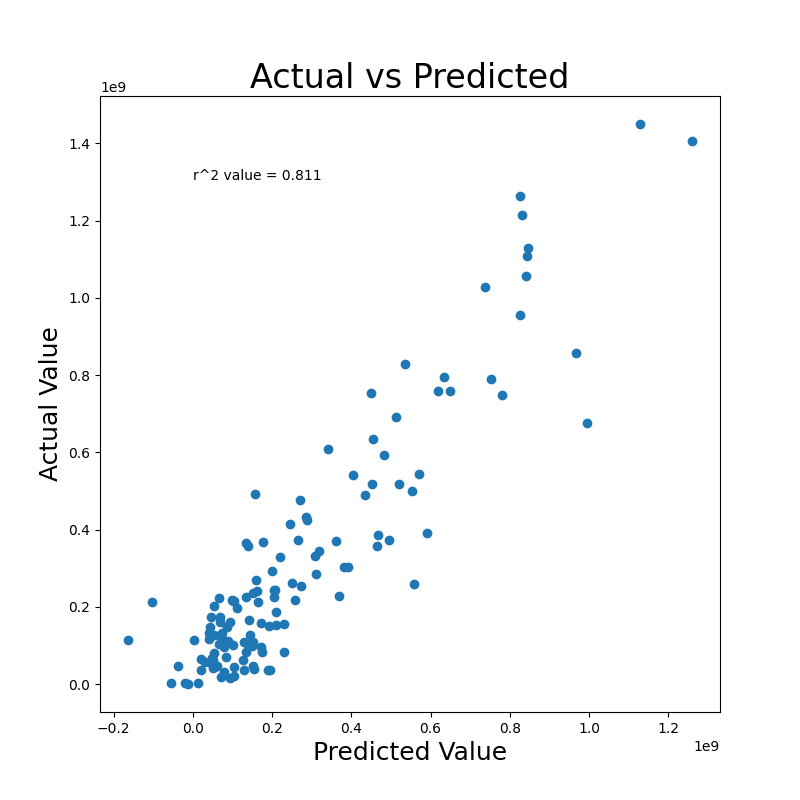 Actual vs Predicted
1e9
r^2 value = 0.811
1.4
1.2
1.0
0.8
0.6
0.4
0.2
0.0
Actual Value
−0.2 0.0 0.2 0.4 0.6 0.8 1.0 1.2
1e9
Predicted Value